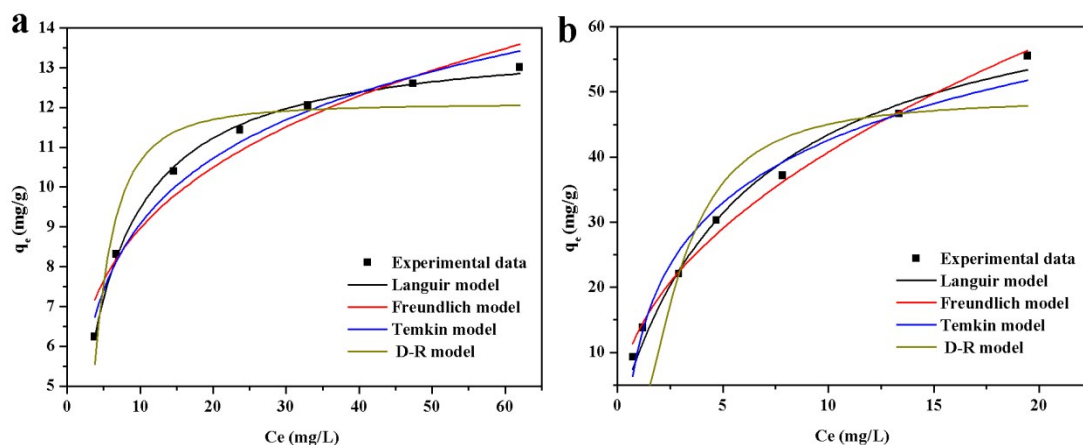 a
14
13
12
11
10
9
8
7
6
5
qe (mg/g)
0 10 20 30 40 50 60
Ce (mg/L)
Experimental data
Languir model
Freundlich model
Temkin model
D-R model
b
60
50
40
30
20
10
qe (mg/g)
0 5 10 15 20
Ce (mg/L)
Experimental data
Languir model
Freundlich model
Temkin model
D-R model